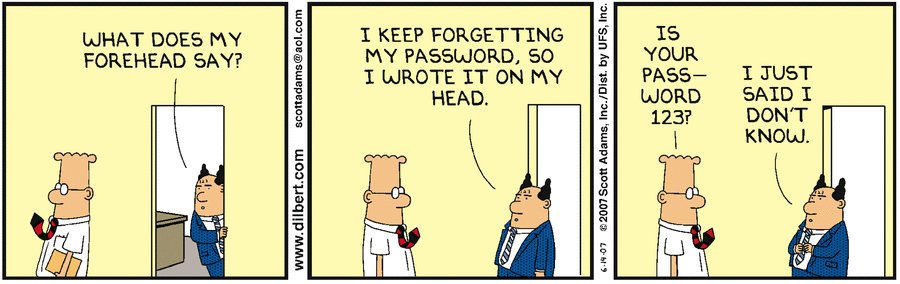 WHAT DOES MY
FOREHEAD SAY?
www.dilbert.com scottadams@aol.com
I KEEP FORGETTING
MY PASSWORD, SO
I WROTE IT ON MY
HEAD.
6-14-07 © 2007 Scott Adams, Inc./Dist. by UFS, Inc.
IS
YOUR
PASS—
WORD
123?
I JUST
SAID I
DON'T
KNOW.